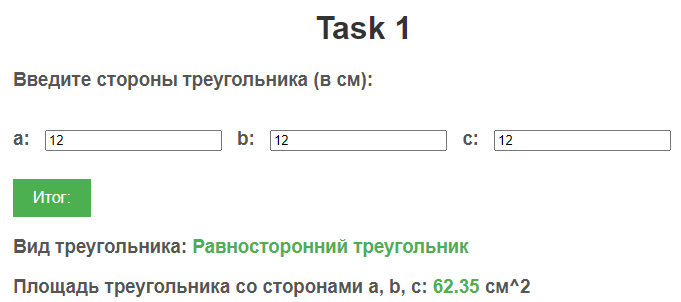 Task 1
Введите стороны треугольника (в см):
a: 12 b: 12 c: 12
Итог:
Вид треугольника: Равносторонний треугольник
Площадь треугольника со сторонами a, b, c: 62.35 см^2